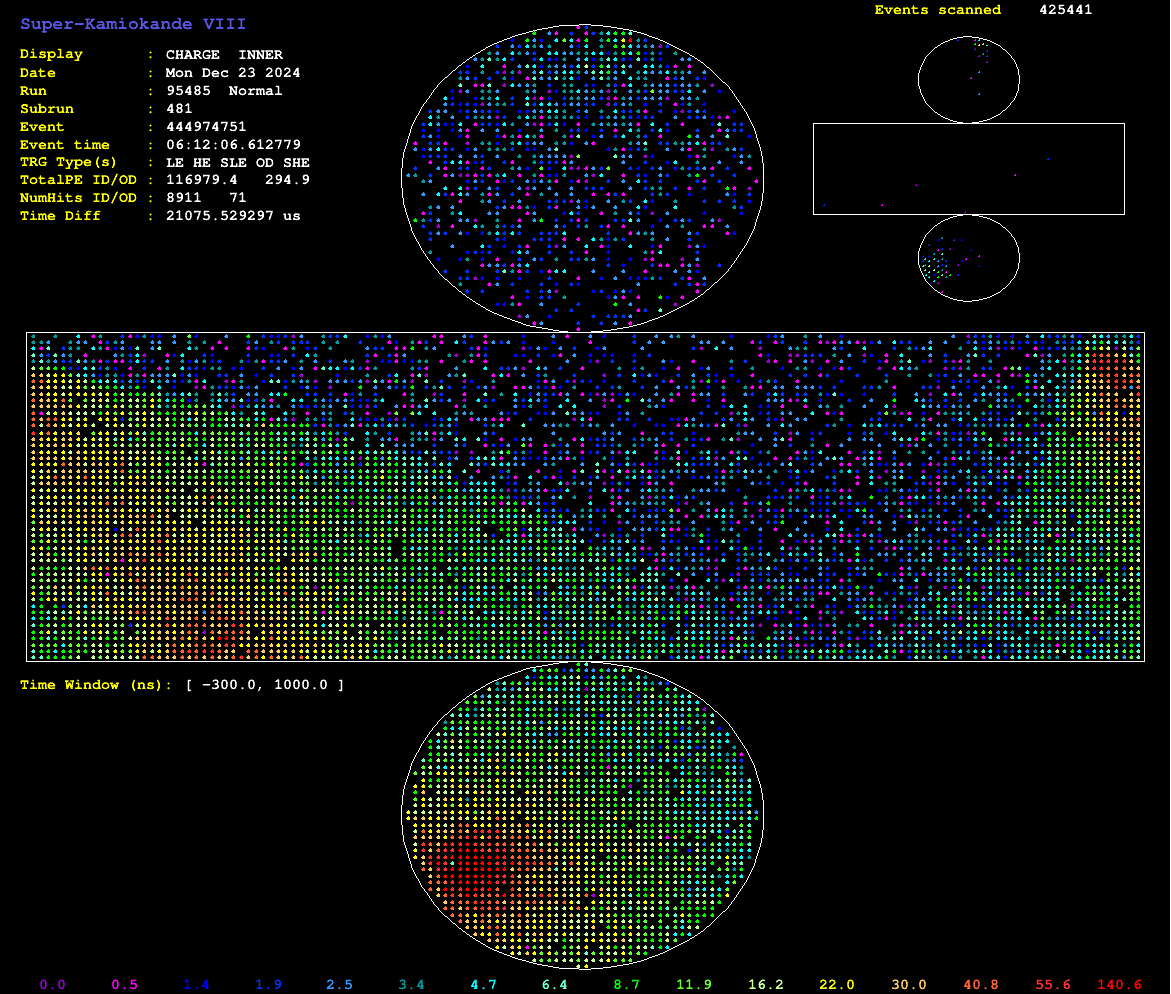 Super-Kamiokande VIII
Events scanned 425441
Display : CHARGE INNER
Date : Mon Dec 23 2024
Run : 95485 Normal
Subrun : 481
Event : 444974751
Event time : 06:12:06.612779
TRG Type(s) : LE HE SLE OD SHE
TotalPE ID/OD : 116979.4 294.9
NumHits ID/OD : 8911 71
Time Diff : 21075.529297 us
Time Window (ns): [ −300.0, 1000.0 ]
0.0 0.5 1.4 1.9 2.5 3.4 4.7 6.4 8.7 11.9 16.2 22.0 30.0 40.8 55.6 140.6